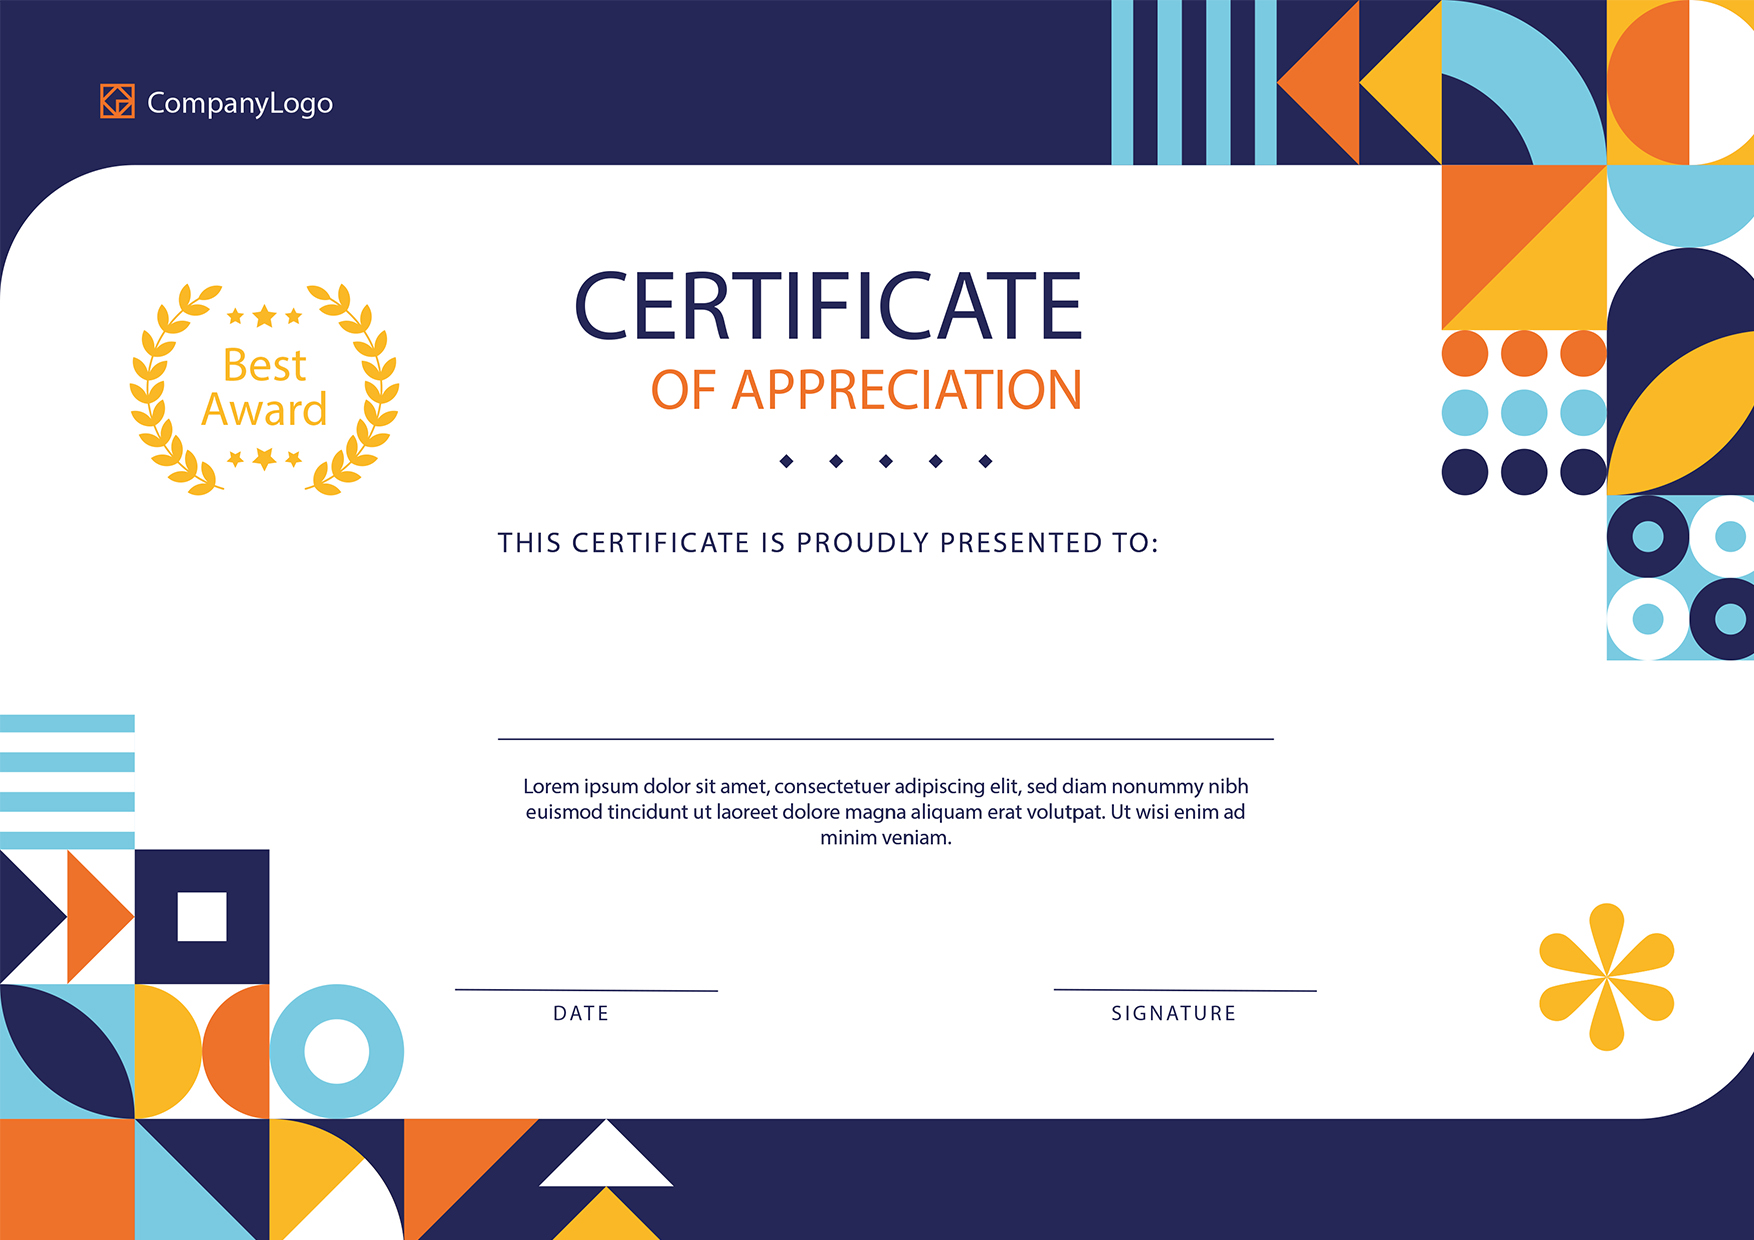 CompanyLogo
CERTIFICATE
OF APPRECIATION
Best
Award
THIS CERTIFICATE IS PROUDLY PRESENTED TO:
Lorem ipsum dolor sit amet, consectetuer adipiscing elit, sed diam nonummy nibh
euismod tincidunt ut laoreet dolore magna aliquam erat volutpat. Ut wisi enim ad
minim veniam.
DATE
SIGNATURE